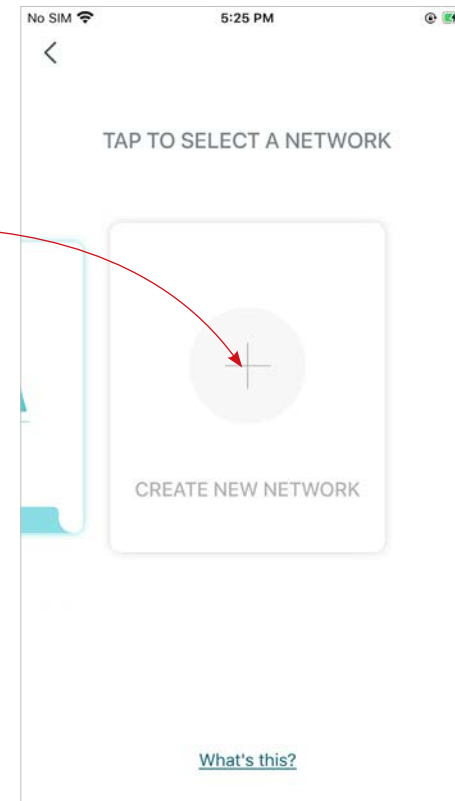 No SIM 5:25 PM
TAP TO SELECT A NETWORK
CREATE NEW NETWORK
What's this?